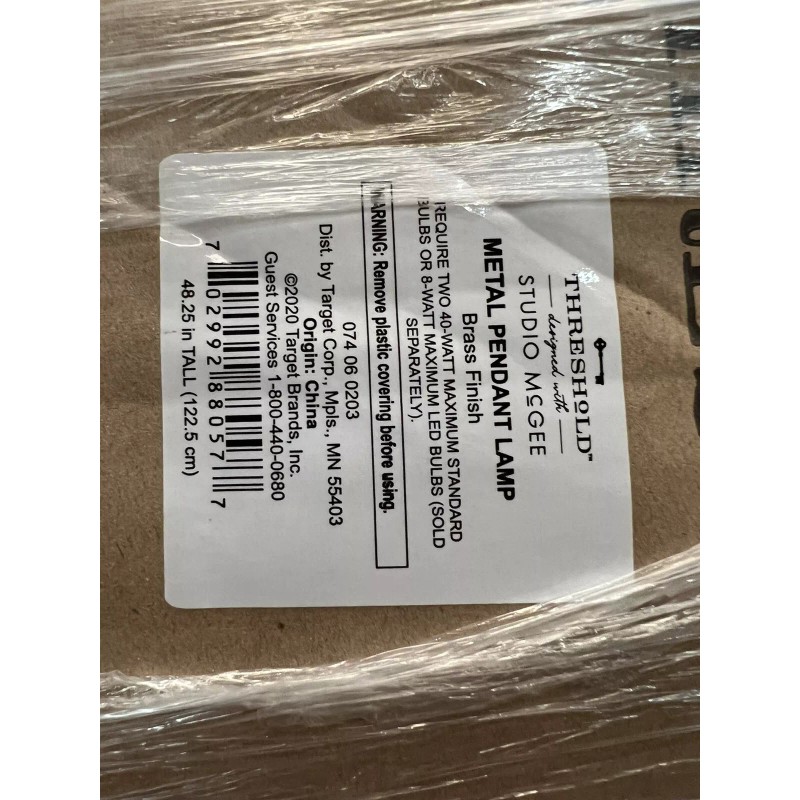 THRESHOLD™
designed with
STUDIO McGEE
METAL PENDANT LAMP
Brass Finish
REQUIRE TWO 40-WATT MAXIMUM STANDARD
BULBS OR 8-WATT MAXIMUM LED BULBS (SOLD
SEPARATELY).
WARNING: Remove plastic covering before using.
074 06 0203
Dist. by Target Corp., Mpls., MN 55403
Origin: China
©2020 Target Brands, Inc.
Guest Services 1-800-440-0680
7 02992 88057 7
48.25 in TALL (122.5 cm)